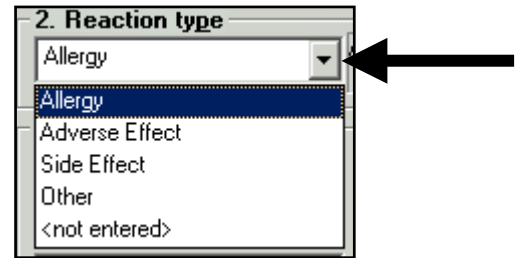 2. Reaction type
Allergy
Allergy
Adverse Effect
Side Effect
Other
<not entered>